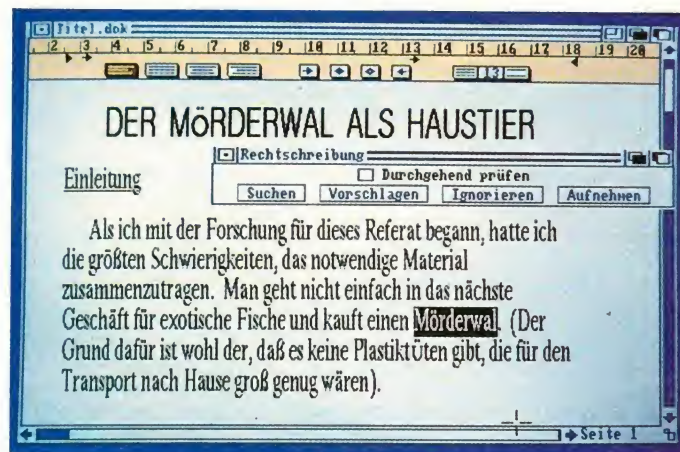 Titel.dok
2 3 4 5 6 7 8 9 10 11 12 13 14 15 16 17 18 19 20
13
DER MöRDERWAL ALS HAUSTIER
Rechtschreibung
Durchgehend prüfen
Suchen Vorschlagen Ignorieren Aufnehmen
Einleitung
Als ich mit der Forschung für dieses Referat begann, hatte ich
die größten Schwierigkeiten, das notwendige Material
zusammenzutragen. Man geht nicht einfach in das nächste
Geschäft für exotische Fische und kauft einen Mörderwal. (Der
Grund dafür ist wohl der, daß es keine PlastiktÜten gibt, die für den
Transport nach Hause groß genug wären).
Seite 1